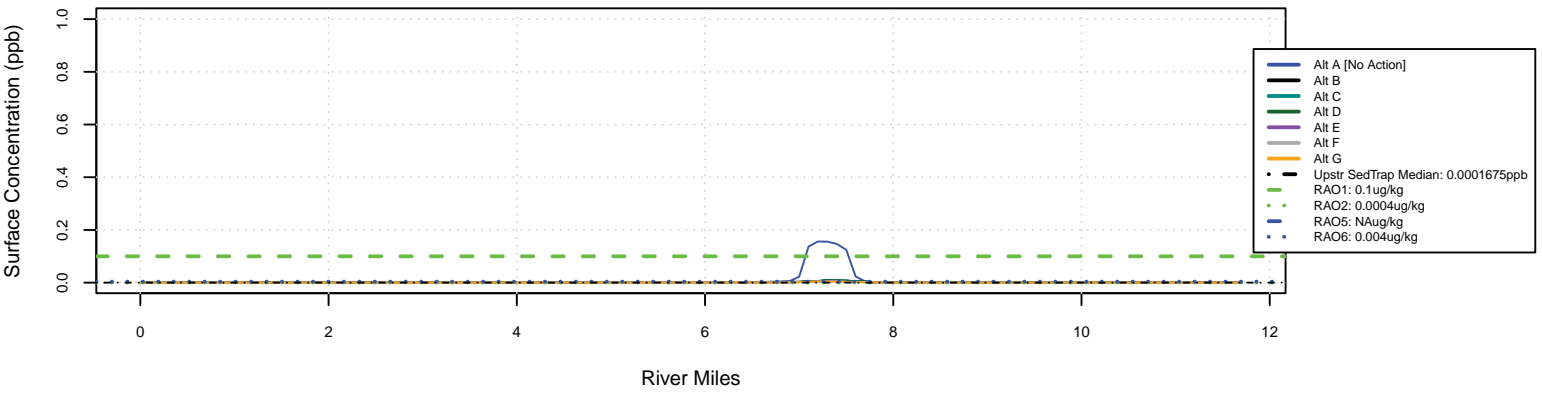 Surface Concentration (ppb)
1.0
0.8
0.6
0.4
0.2
0.0
0 2 4 6 8 10 12
River Miles
Alt A [No Action]
Alt B
Alt C
Alt D
Alt E
Alt F
Alt G
Upstr SedTrap Median: 0.0001675ppb
RAO1: 0.1ug/kg
RAO2: 0.0004ug/kg
RAO5: NAug/kg
RAO6: 0.004ug/kg